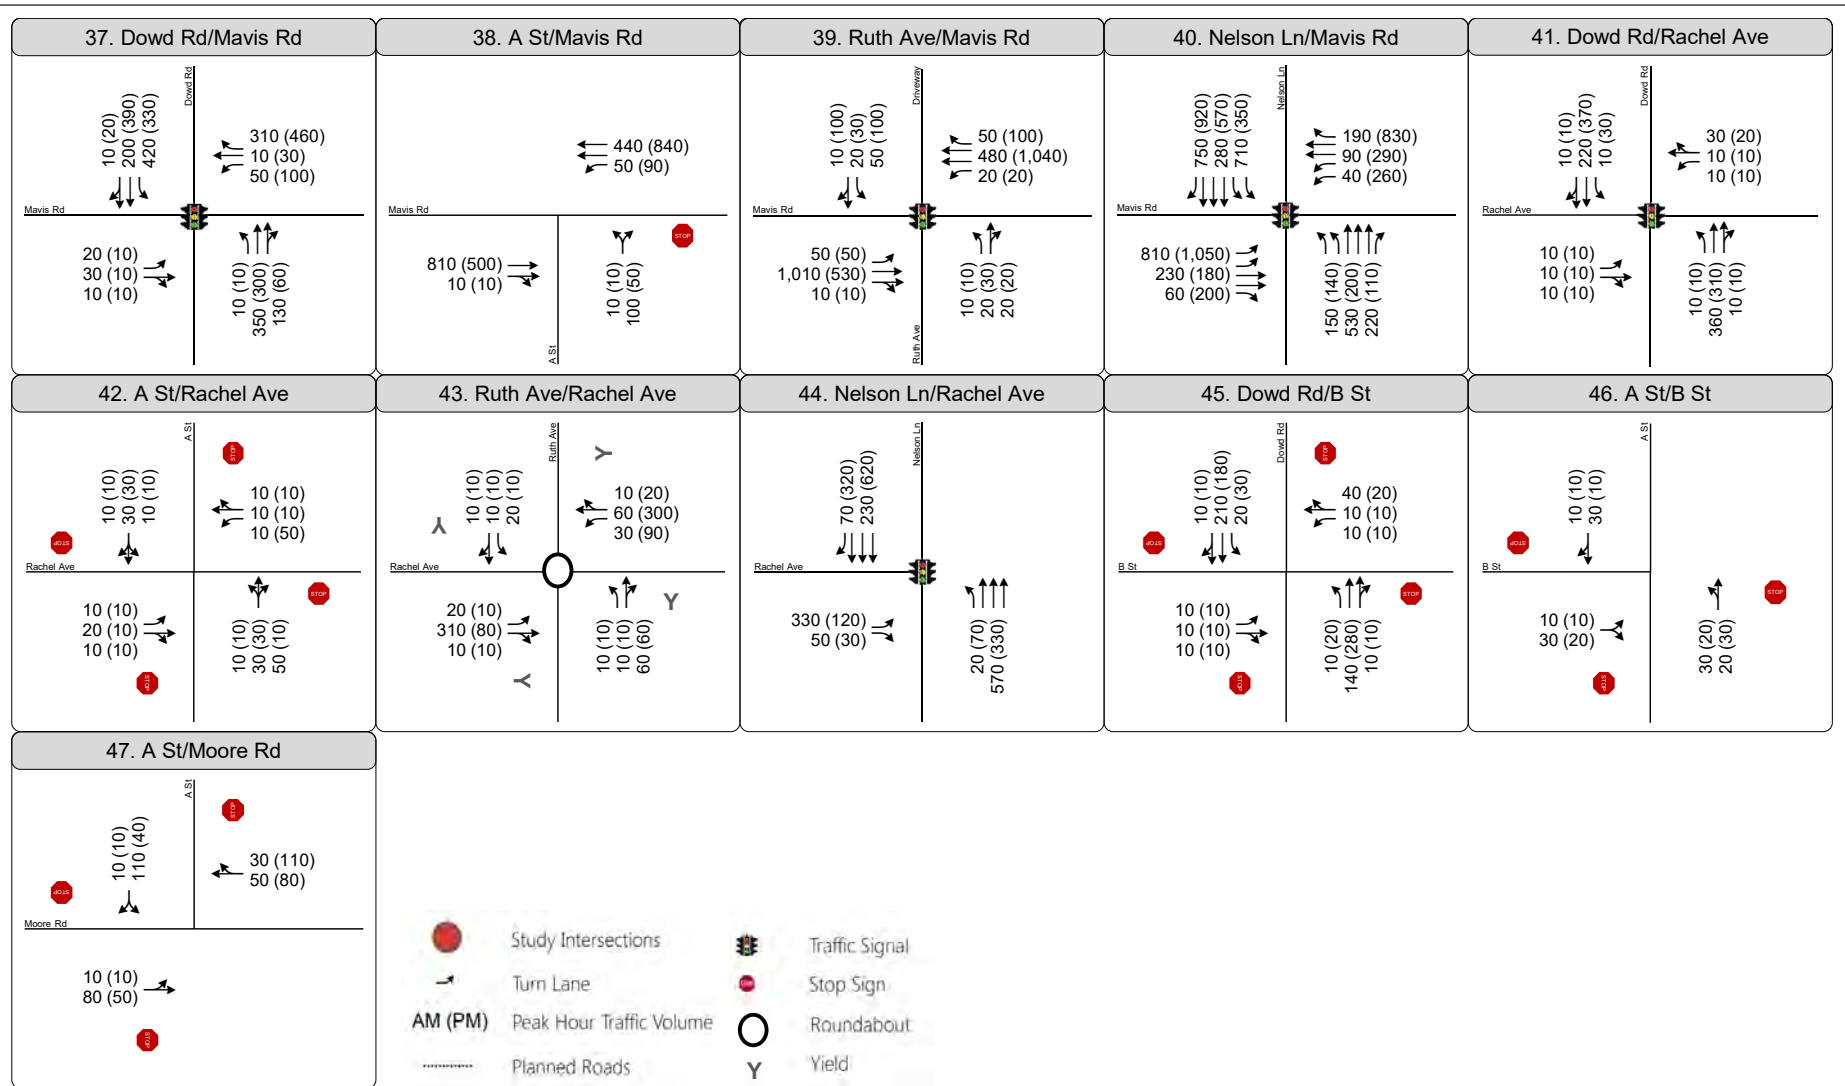 37. Dowd Rd/Mavis Rd
Dowd Rd
10 (20)
200 (390)
420 (330)
310 (460)
10 (30)
50 (100)
Mavis Rd
20 (10)
30 (10)
10 (10)
10 (10)
350 (300)
130 (60)
38. A St/Mavis Rd
440 (840)
50 (90)
Mavis Rd
STOP
810 (500)
10 (10)
10 (10)
100 (50)
A St
39. Ruth Ave/Mavis Rd
Driveway
10 (100)
20 (30)
50 (100)
50 (100)
480 (1,040)
20 (20)
Mavis Rd
50 (50)
1,010 (530)
10 (10)
10 (10)
20 (30)
20 (20)
Ruth Ave
40. Nelson Ln/Mavis Rd
Nelson Ln
750 (920)
280 (570)
710 (350)
190 (830)
90 (290)
40 (260)
Mavis Rd
810 (1,050)
230 (180)
60 (200)
150 (140)
530 (200)
220 (110)
41. Dowd Rd/Rachel Ave
Dowd Rd
10 (10)
220 (370)
10 (30)
30 (20)
10 (10)
10 (10)
Rachel Ave
10 (10)
10 (10)
10 (10)
10 (10)
360 (310)
10 (10)
42. A St/Rachel Ave
A St
STOP
10 (10)
30 (30)
10 (10)
10 (10)
10 (10)
10 (50)
STOP
Rachel Ave
STOP
10 (10)
20 (10)
10 (10)
10 (10)
30 (30)
50 (10)
STOP
43. Ruth Ave/Rachel Ave
Ruth Ave
10 (10)
10 (10)
20 (10)
10 (20)
60 (300)
30 (90)
Rachel Ave
20 (10)
310 (80)
10 (10)
10 (10)
10 (10)
60 (60)
44. Nelson Ln/Rachel Ave
Nelson Ln
70 (320)
230 (620)
Rachel Ave
330 (120)
50 (30)
20 (70)
570 (330)
45. Dowd Rd/B St
Dowd Rd
STOP
10 (10)
210 (180)
20 (30)
40 (20)
10 (10)
10 (10)
STOP
B St
STOP
10 (10)
10 (10)
10 (10)
10 (20)
140 (280)
10 (10)
STOP
46. A St/B St
A St
10 (10)
30 (10)
STOP
B St
STOP
10 (10)
30 (20)
30 (20)
20 (30)
STOP
47. A St/Moore Rd
A St
STOP
10 (10)
110 (40)
30 (110)
50 (80)
STOP
Moore Rd
10 (10)
80 (50)
STOP
Study Intersections
Traffic Signal
Turn Lane
Stop Sign
AM (PM) Peak Hour Traffic Volume
Roundabout
Planned Roads
Y Yield